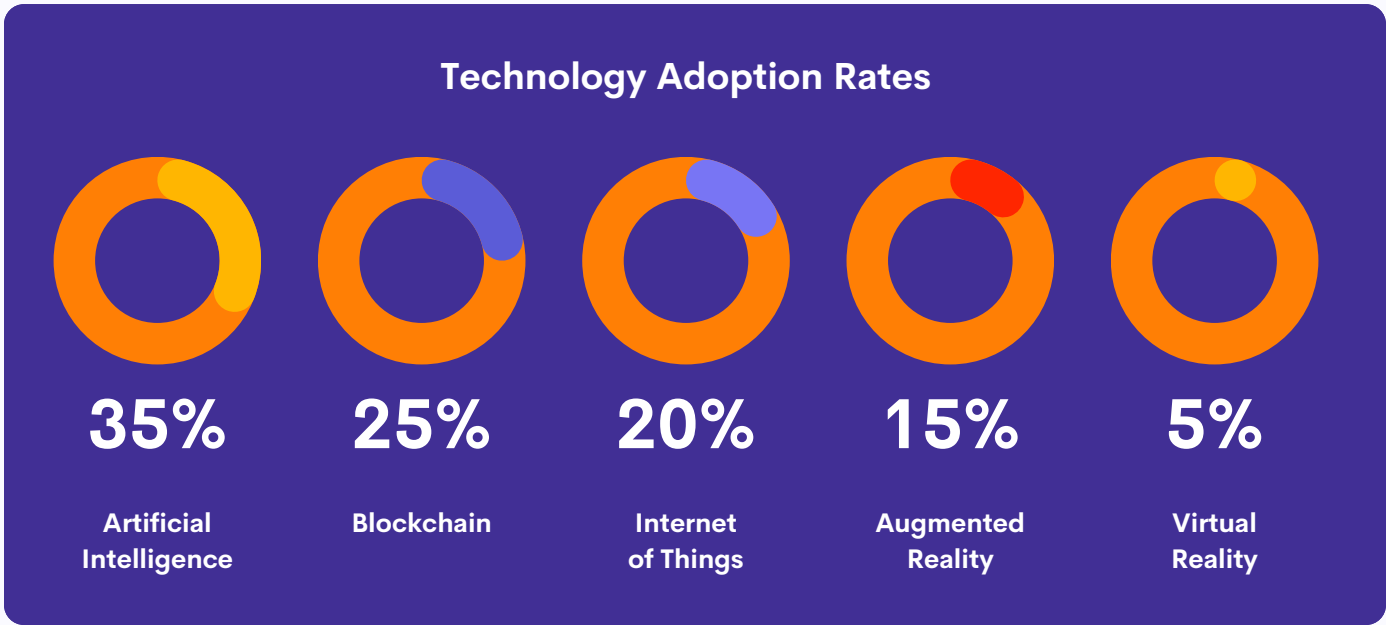 Technology Adoption Rates
35%
25%
20%
15%
5%
Artificial
Intelligence
Blockchain
Internet
of Things
Augmented
Reality
Virtual
Reality